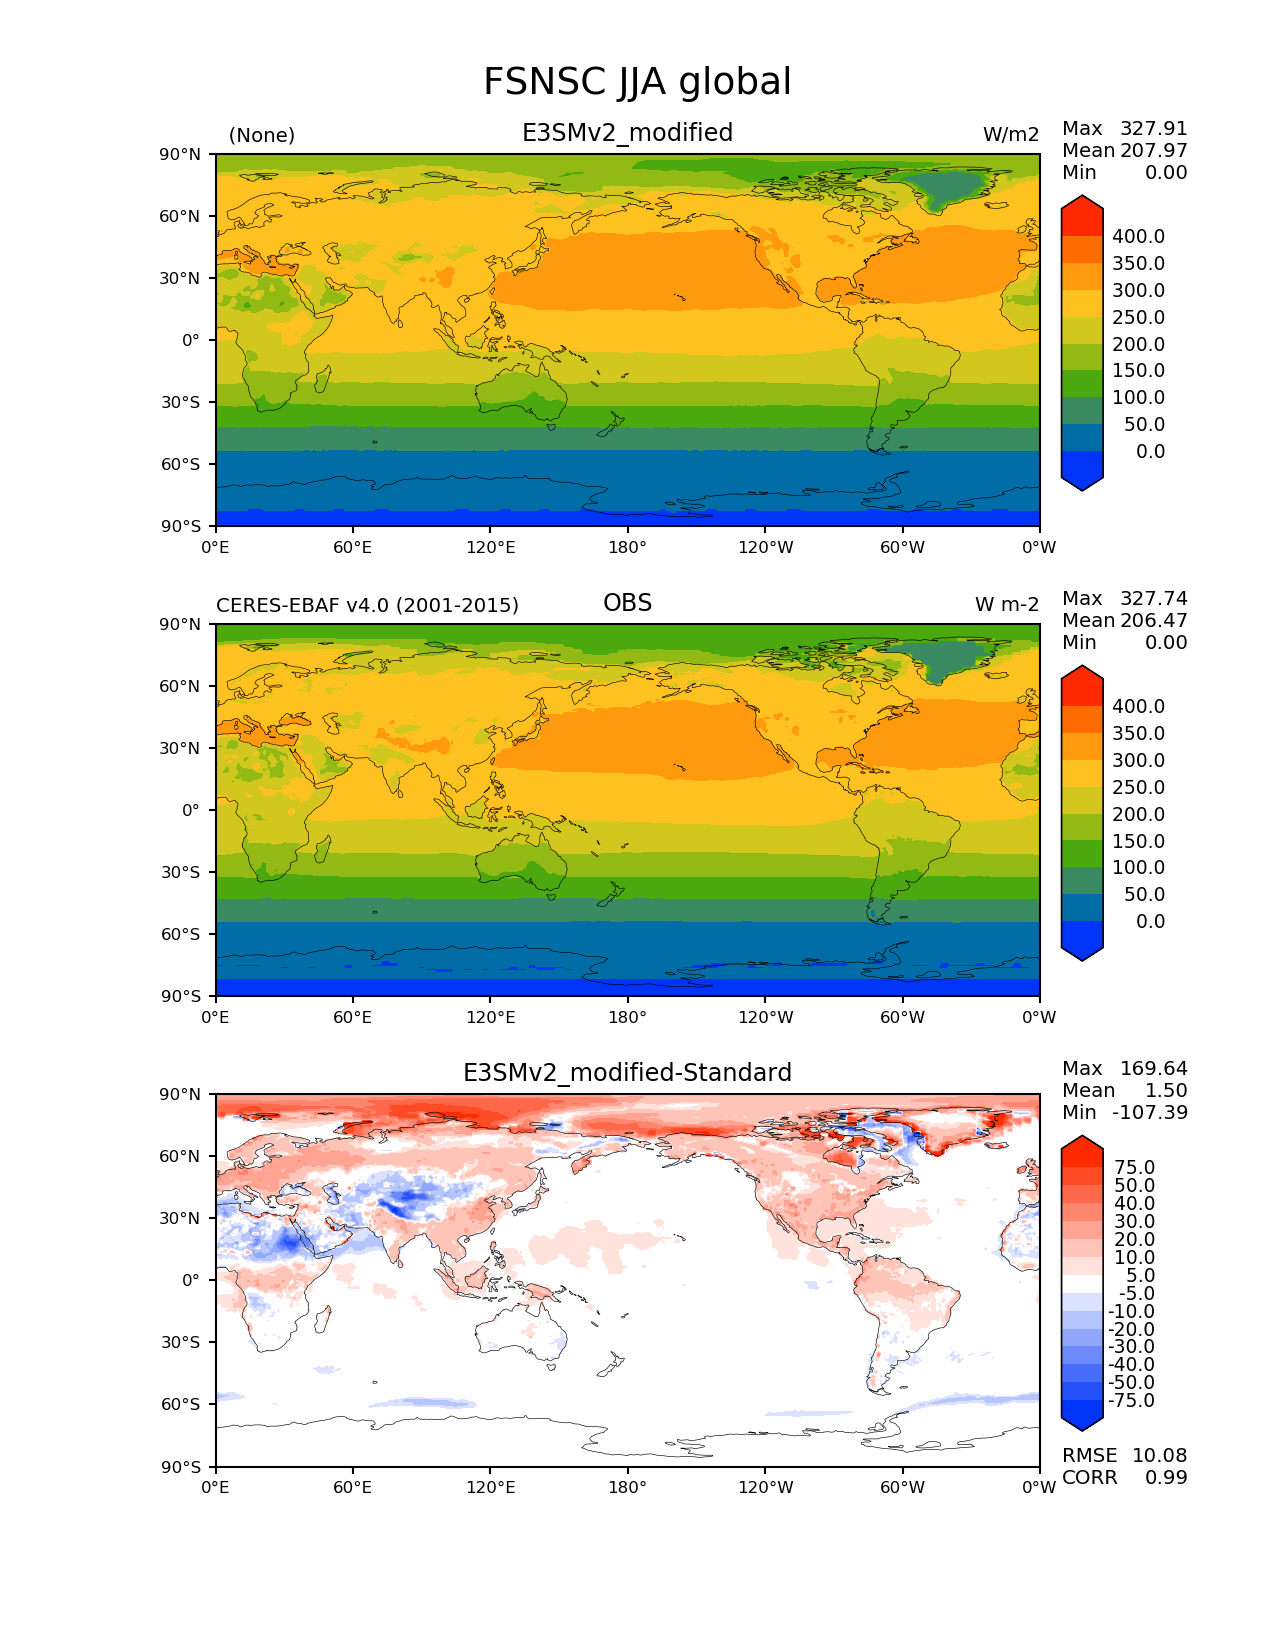 FSNSC JJA global
(None) E3SMv2_modified W/m2
Max 327.91
Mean 207.97
Min 0.00
90°N
60°N
30°N
0°
30°S
60°S
90°S
0°E 60°E 120°E 180° 120°W 60°W 0°W
400.0
350.0
300.0
250.0
200.0
150.0
100.0
50.0
0.0
CERES-EBAF v4.0 (2001-2015) OBS W m-2
Max 327.74
Mean 206.47
Min 0.00
90°N
60°N
30°N
0°
30°S
60°S
90°S
0°E 60°E 120°E 180° 120°W 60°W 0°W
400.0
350.0
300.0
250.0
200.0
150.0
100.0
50.0
0.0
E3SMv2_modified-Standard
Max 169.64
Mean 1.50
Min -107.39
90°N
60°N
30°N
0°
30°S
60°S
90°S
0°E 60°E 120°E 180° 120°W 60°W 0°W
75.0
50.0
40.0
30.0
20.0
10.0
5.0
-5.0
-10.0
-20.0
-30.0
-40.0
-50.0
-75.0
RMSE 10.08
CORR 0.99